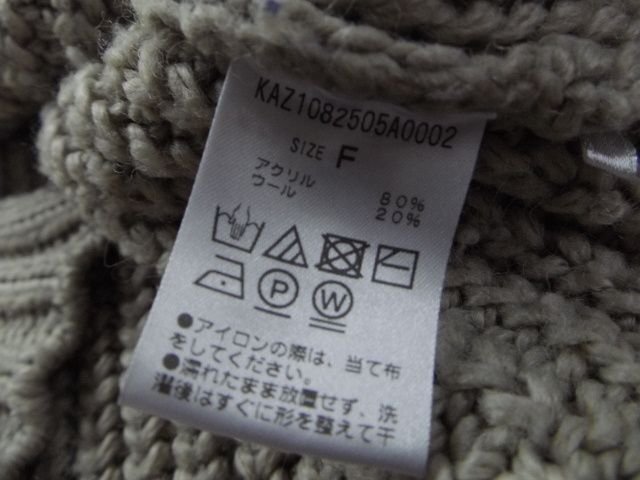 KAZ1082505A0002
SIZE F
アクリル 80%
ウール 20%
P W
●アイロンの際は、当て布
をしてください。
●濡れたまま放置せず、洗
濯後はすぐに形を整えて干